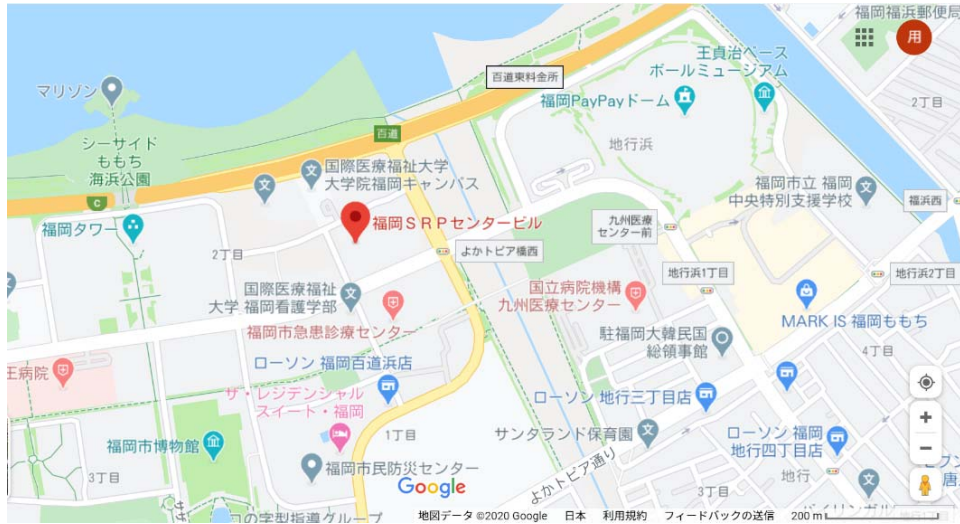 福岡福浜郵便局
用
王貞治ベース
ボールミュージアム
百道東料金所
マリゾン
福岡PayPayドーム
2丁目
シーサイド
ももち
海浜公園
百道
地行浜
国際医療福祉大学
大学院福岡キャンパス
福岡市立 福岡
中央特別支援学校
C
福岡タワー
福岡ＳＲＰセンタービル
九州医療
センター前
福浜西
2丁目
よかトピア橋西
地行浜1丁目
地行浜2丁目
国際医療福祉
大学 福岡看護学部
国立病院機構
九州医療センター
MARK IS 福岡ももち
福岡市急患診療センター
駐福岡大韓民国
総領事館
4丁目
王病院
ローソン 福岡百道浜店
ザ・レジデンシャル
スイート・福岡
ローソン 地行三丁目店
サンタランド保育園
ローソン 福岡
地行四丁目店
福岡市博物館
1丁目
福岡市民防災センター
3丁目
よかトピア通り
地行
3丁目
Google
ロの字型指導グループ
地図データ ©2020 Google
日本
利用規約
フィードバックの送信
200 m